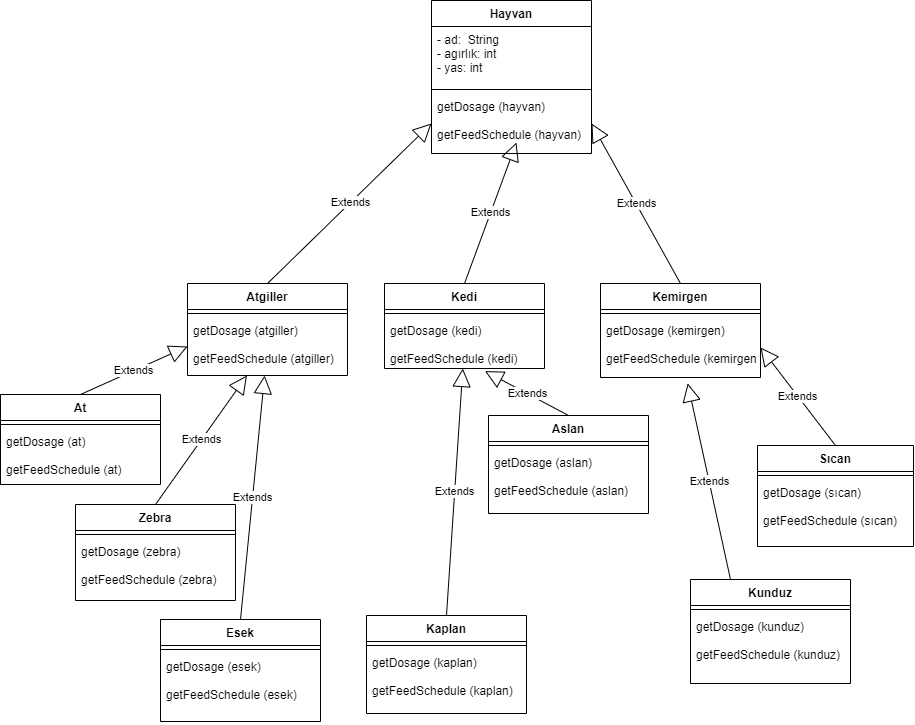 Hayvan
- ad:  String
- agırlık: int
- yas: int
getDosage (hayvan)
getFeedSchedule (hayvan)
Extends
Extends
Extends
Atgiller
getDosage (atgiller)
getFeedSchedule (atgiller)
Kedi
getDosage (kedi)
getFeedSchedule (kedi)
Kemirgen
getDosage (kemirgen)
getFeedSchedule (kemirgen
Extends
Extends
Extends
Extends
Extends
Extends
Extends
At
getDosage (at)
getFeedSchedule (at)
Zebra
getDosage (zebra)
getFeedSchedule (zebra)
Esek
getDosage (esek)
getFeedSchedule (esek)
Kaplan
getDosage (kaplan)
getFeedSchedule (kaplan)
Aslan
getDosage (aslan)
getFeedSchedule (aslan)
Kunduz
getDosage (kunduz)
getFeedSchedule (kunduz)
Sıcan
getDosage (sıcan)
getFeedSchedule (sıcan)